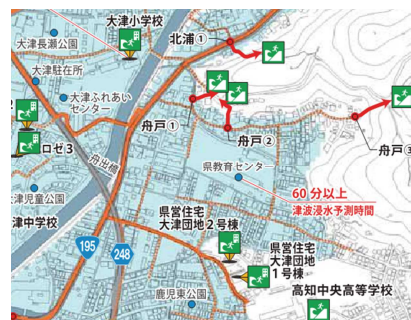 大津小学校
北浦①
大津長瀬公園
大津駐在所
大津ふれあい
センター
舟戸①
舟戸②
舟戸③
2
ロゼ3
舟出橋
県教育センター
60分以上
津波浸水予測時間
大津児童公園
津中学校
県営住宅
大津団地2号棟
195
248
県営住宅
大津団地
1号棟
高知中央高等学校
鹿児東公園